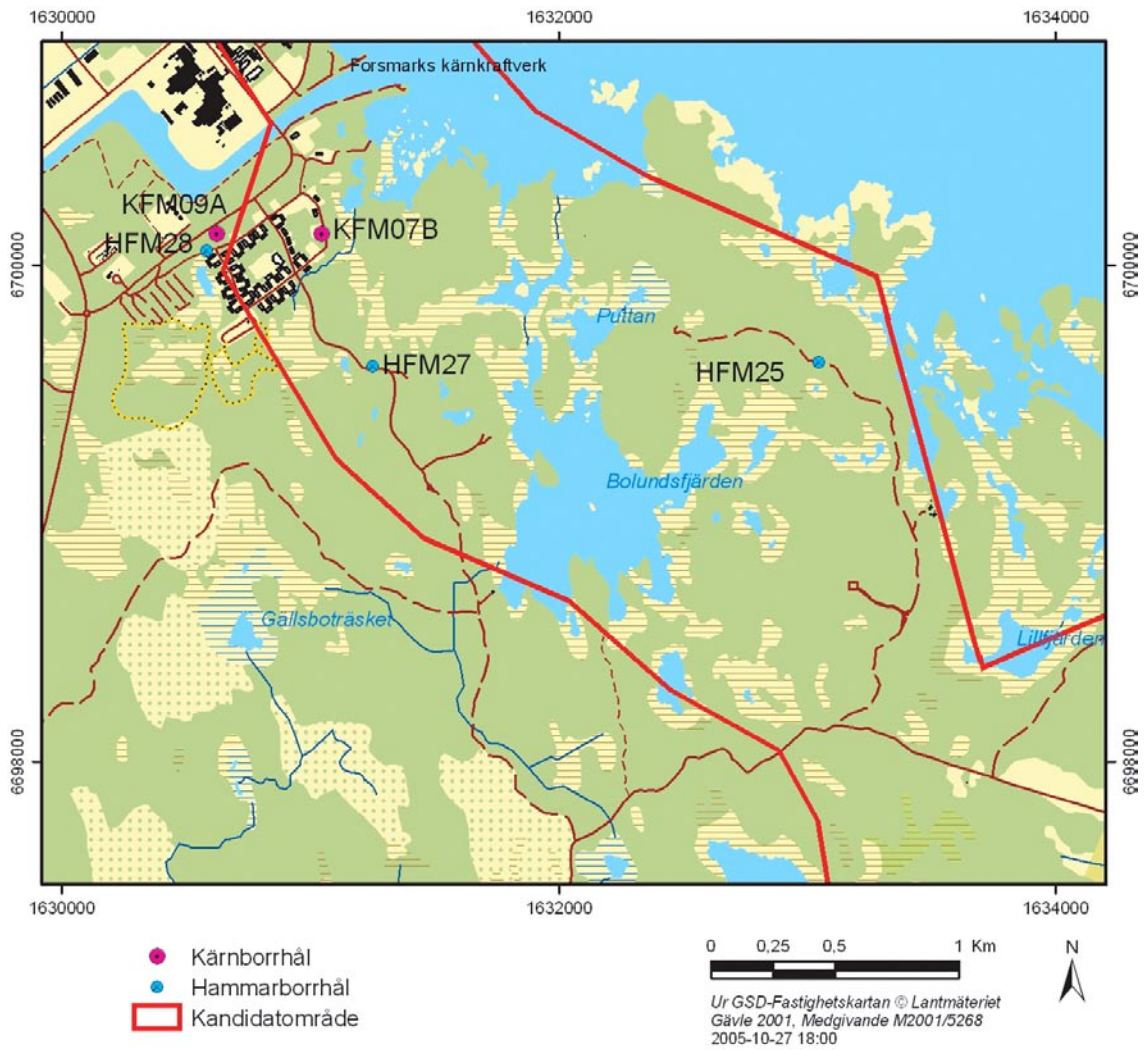 1630000 1632000 1634000
Forsmarks kärnkraftverk
KFM09A
KFM07B
HFM28
6700000 6700000
Puttan
HFM27
HFM25
Bolundsfjärden
Gällsboträsket
Lillfjärden
6698000 6698000
1630000 1632000 1634000
Kärnborrhål
Hammarborrhål
Kandidatområde
0 0,25 0,5 1 Km
N
Ur GSD-Fastighetskartan © Lantmäteriet
Gävle 2001, Medgivande M2001/5268
2005-10-27 18:00